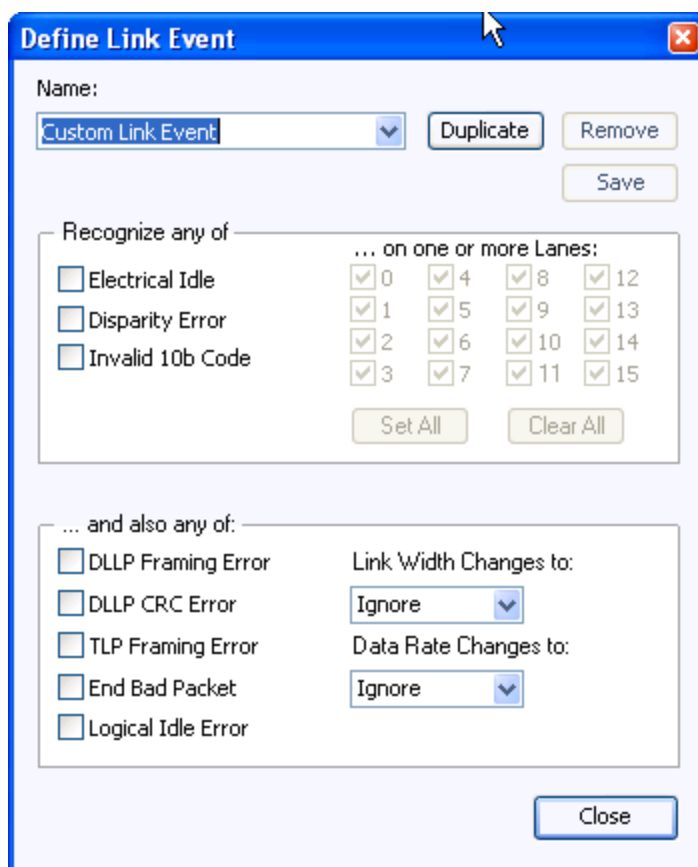 Define Link Event
Name:
Custom Link Event
Duplicate
Remove
Save
Recognize any of
... on one or more Lanes:
Electrical Idle
Disparity Error
Invalid 10b Code
0 4 8 12
1 5 9 13
2 6 10 14
3 7 11 15
Set All
Clear All
... and also any of:
DLLP Framing Error
DLLP CRC Error
TLP Framing Error
End Bad Packet
Logical Idle Error
Link Width Changes to:
Ignore
Data Rate Changes to:
Ignore
Close